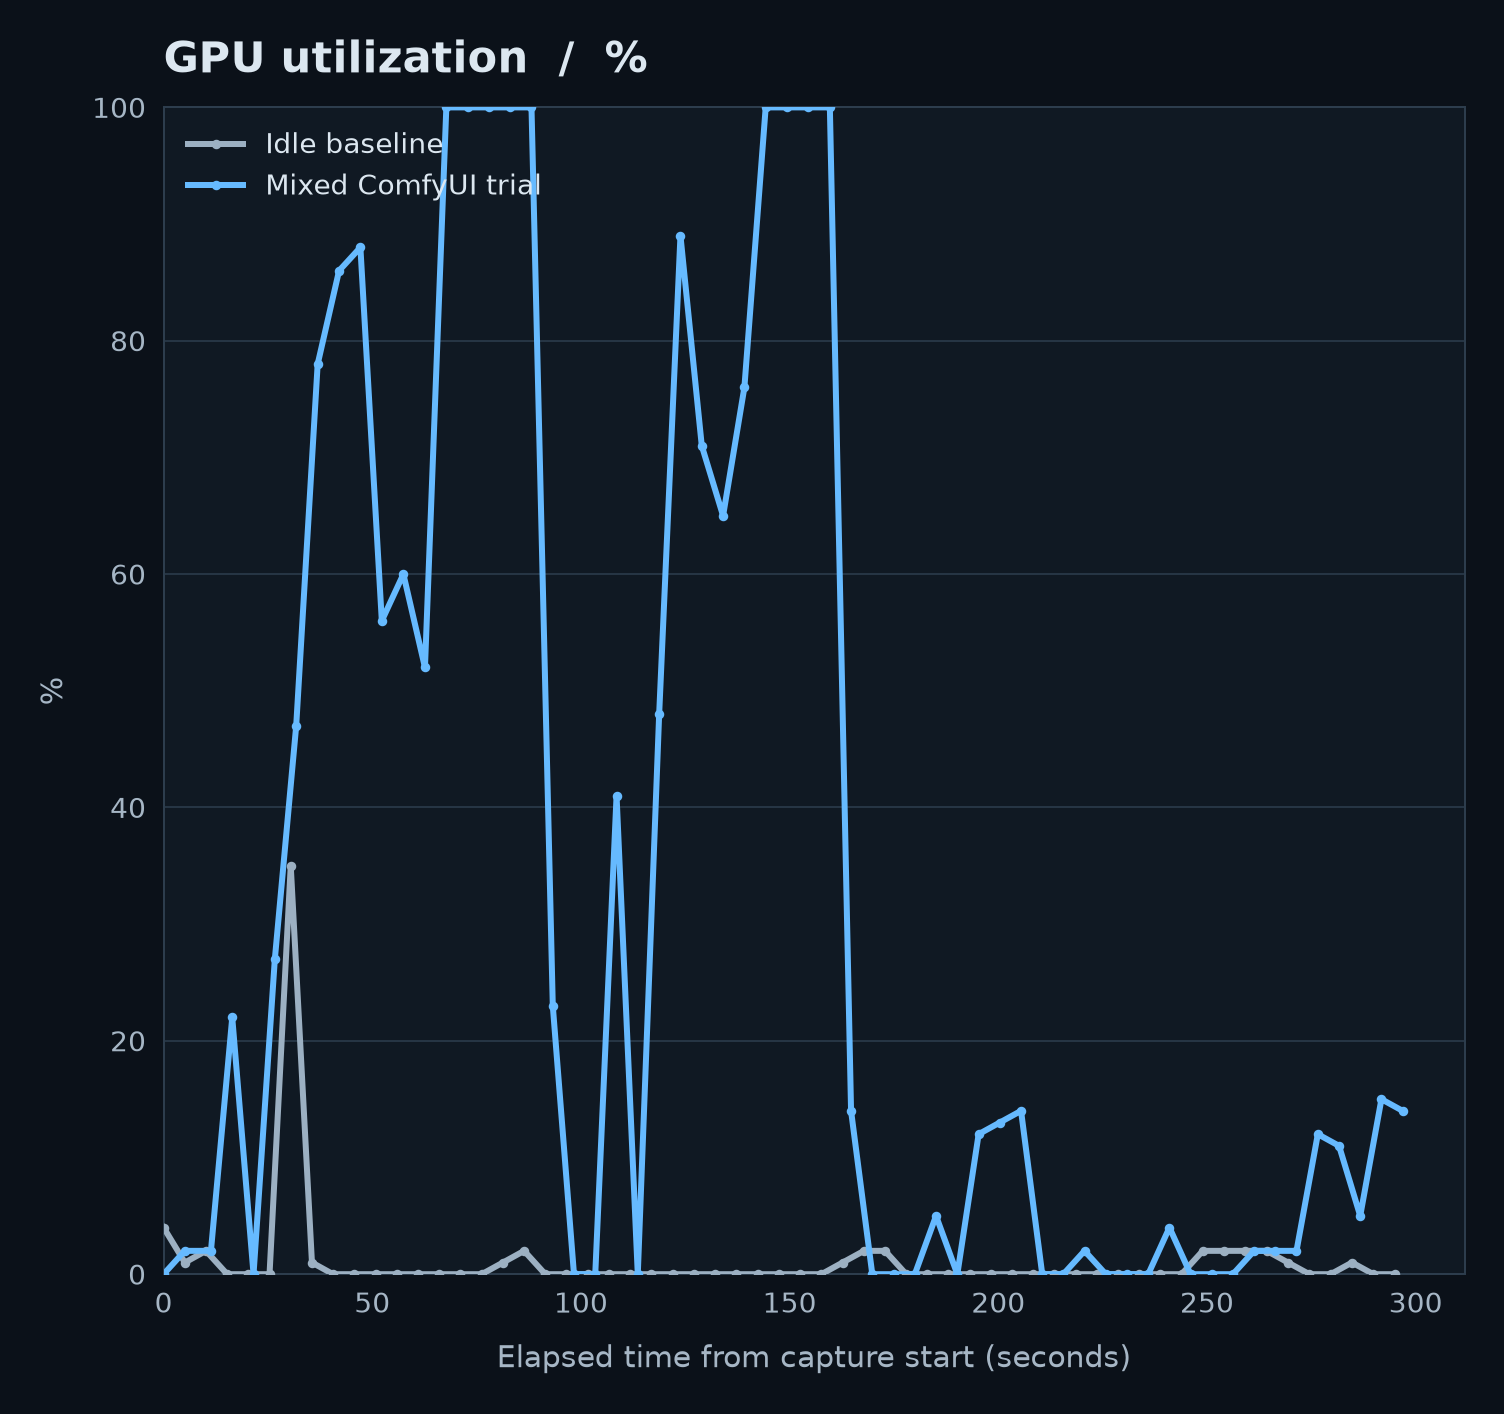 GPU utilization / %
100
Idle baseline
Mixed ComfyUI trial
80
60
%
40
20
0
0 50 100 150 200 250 300
Elapsed time from capture start (seconds)